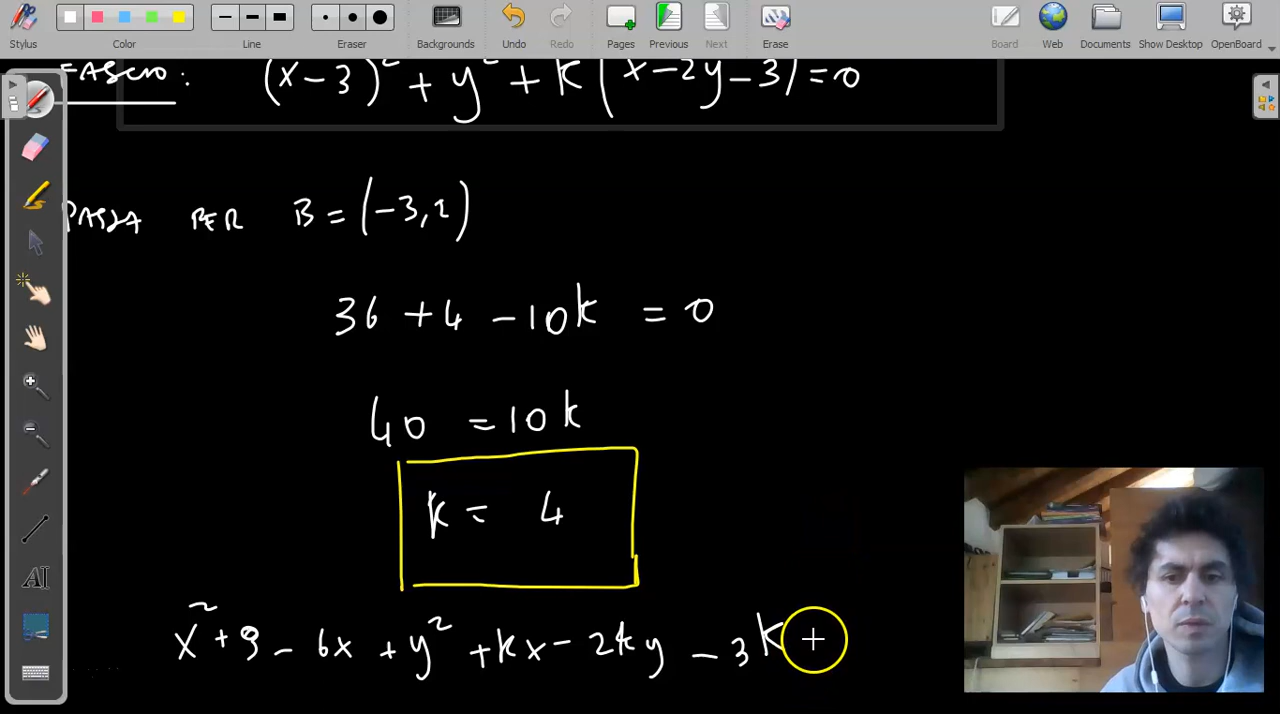 Stylus Color Line Eraser Backgrounds Undo Redo Pages Previous Next Erase Board Web Documents Show Desktop OpenBoard
FASCIO: (x-3)² + y² + k(x-2y-3) = 0
PASSA PER B = (-3,2)
36 + 4 - 10k = 0
40 = 10k
k = 4
x² + 9 - 6x + y² + kx - 2ky - 3k